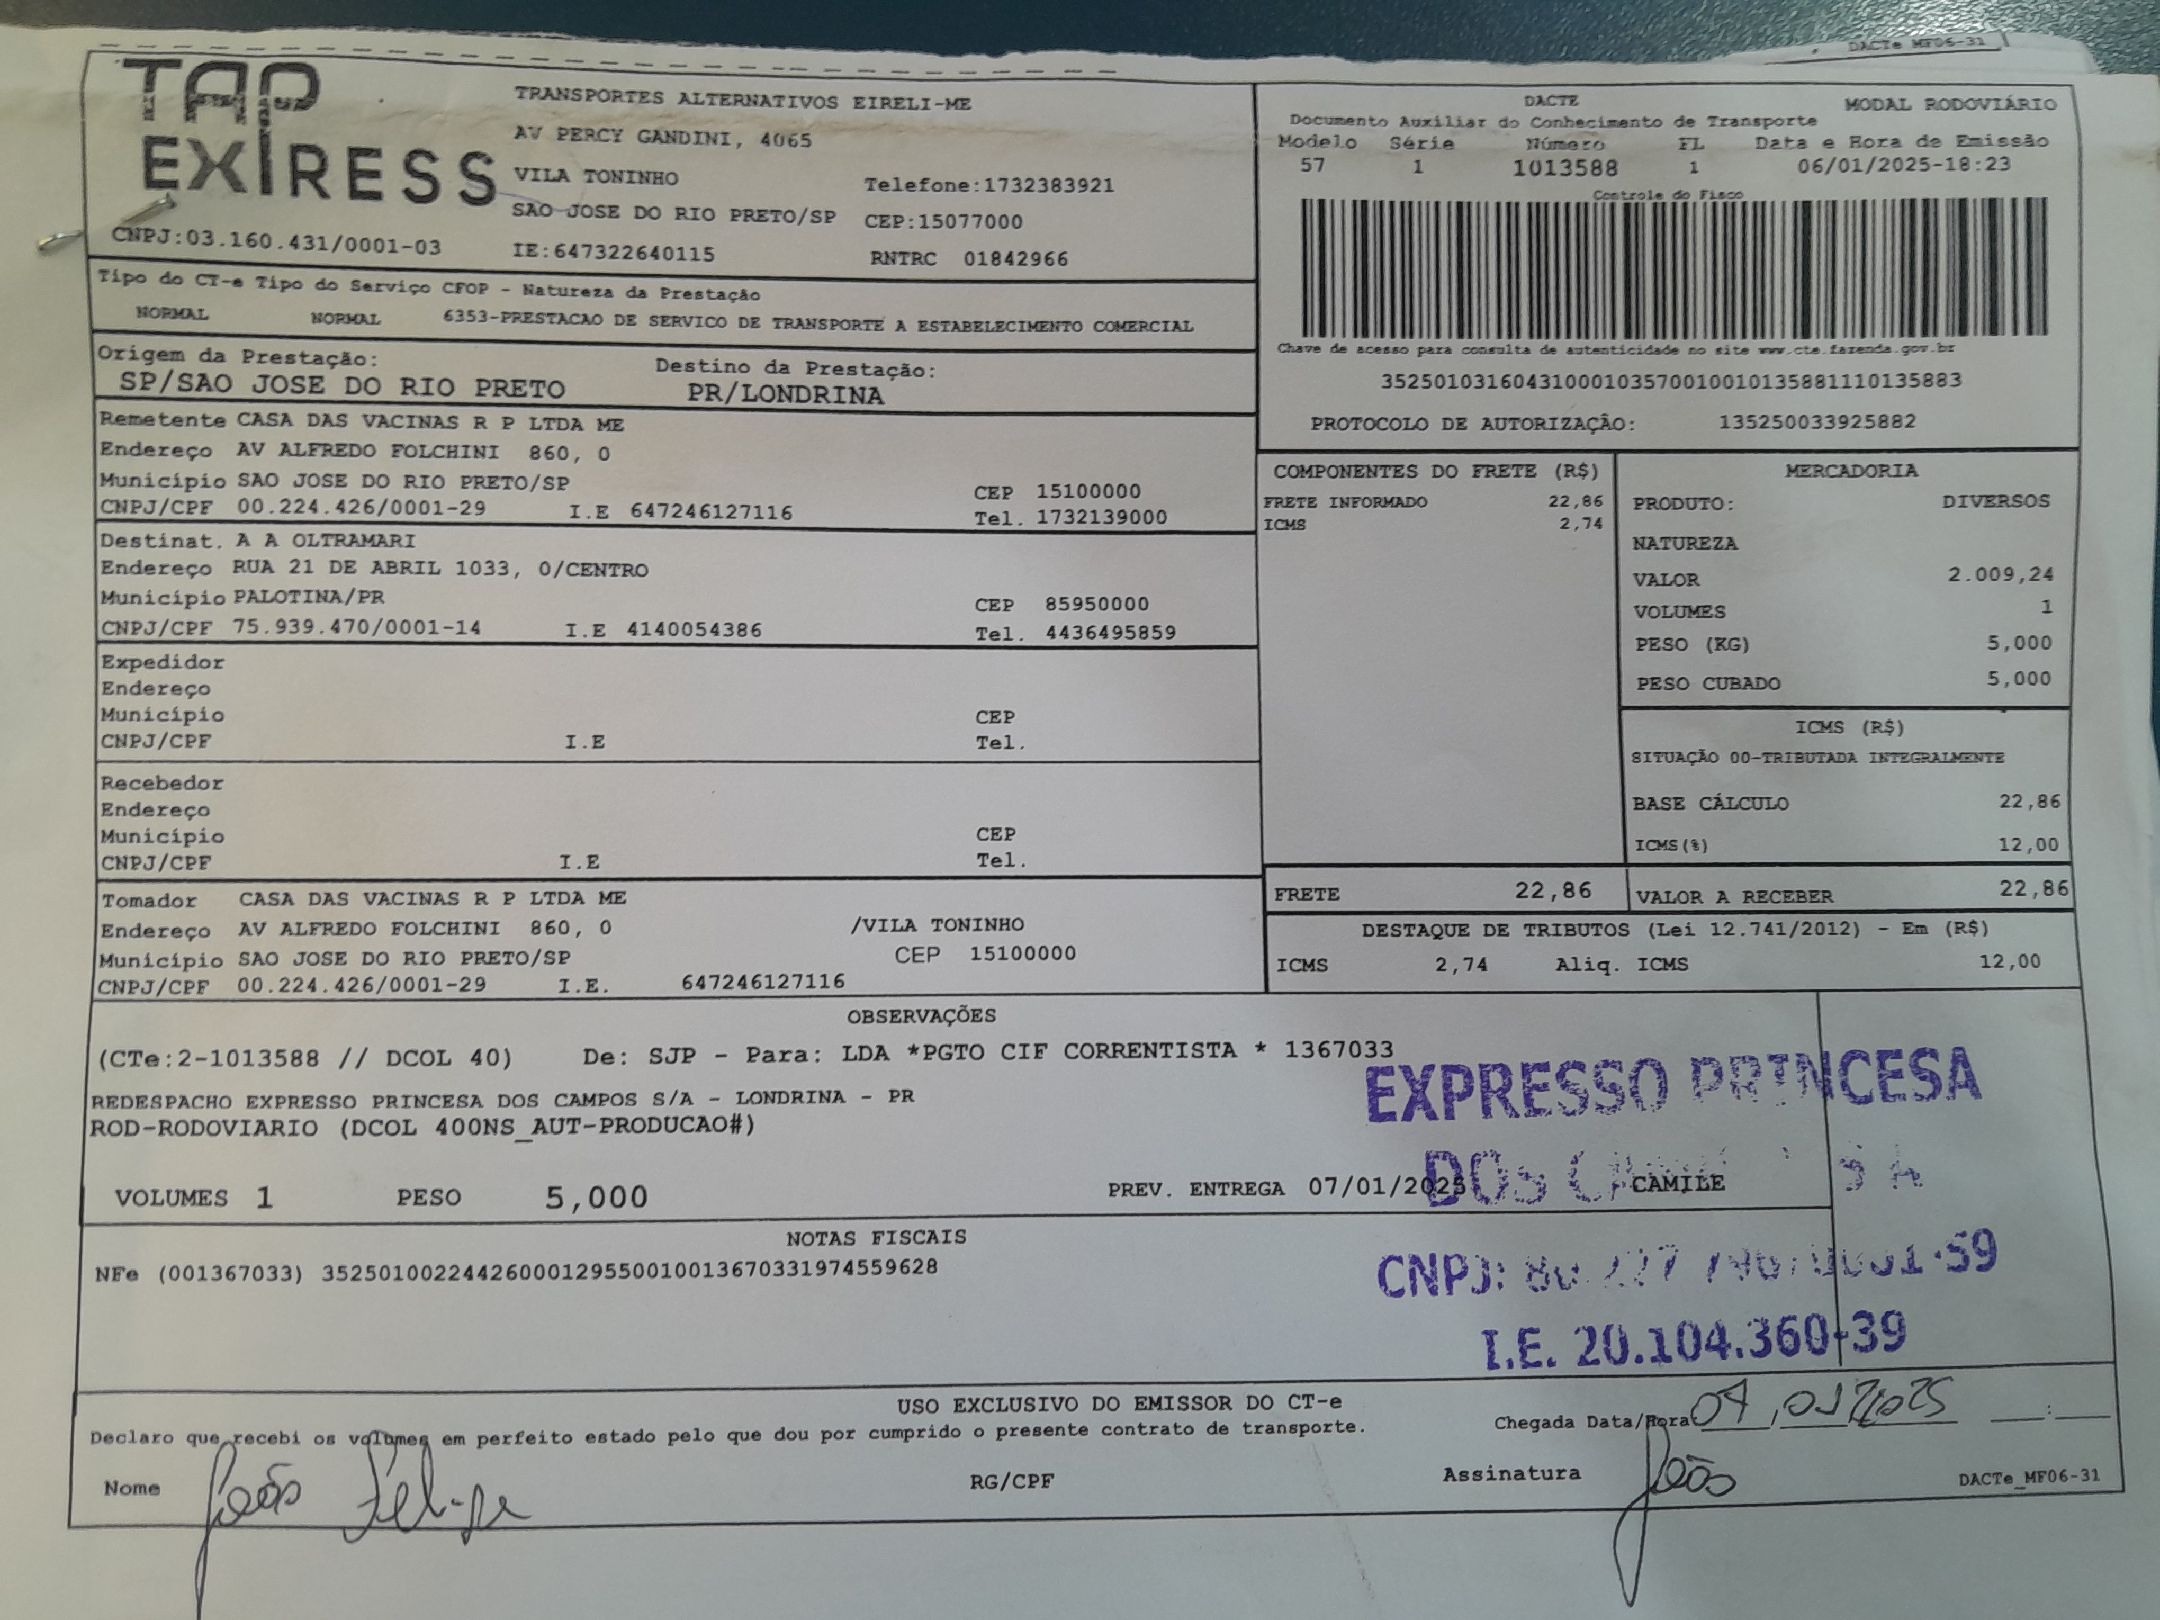 DACTe MF06-31
TAP
EXPRESS
TRANSPORTES ALTERNATIVOS EIRELI-ME
AV PERCY GANDINI, 4065
VILA TONINHO
Telefone:1732383921
SAO JOSE DO RIO PRETO/SP CEP:15077000
CNPJ:03.160.431/0001-03 IE:647322640115 RNTRC 01842966
DACTE MODAL RODOVIÁRIO
Documento Auxiliar do Conhecimento de Transporte
Modelo Série Número FL Data e Hora de Emissão
57 1 1013588 1 06/01/2025-18:23
Controle do Fisco
Chave de acesso para consulta de autenticidade no site www.cte.fazenda.gov.br
35250103160431000103570010010135881110135883
PROTOCOLO DE AUTORIZAÇÃO: 135250033925882
Tipo do CT-e Tipo do Serviço CFOP - Natureza da Prestação
NORMAL NORMAL 6353-PRESTACAO DE SERVICO DE TRANSPORTE A ESTABELECIMENTO COMERCIAL
Origem da Prestação: Destino da Prestação:
SP/SAO JOSE DO RIO PRETO PR/LONDRINA
Remetente CASA DAS VACINAS R P LTDA ME
Endereço AV ALFREDO FOLCHINI 860, 0
Município SAO JOSE DO RIO PRETO/SP CEP 15100000
CNPJ/CPF 00.224.426/0001-29 I.E 647246127116 Tel. 1732139000
Destinat. A A OLTRAMARI
Endereço RUA 21 DE ABRIL 1033, 0/CENTRO
Município PALOTINA/PR CEP 85950000
CNPJ/CPF 75.939.470/0001-14 I.E 4140054386 Tel. 4436495859
Expedidor
Endereço
Município CEP
CNPJ/CPF I.E Tel.
Recebedor
Endereço
Município CEP
CNPJ/CPF I.E Tel.
Tomador CASA DAS VACINAS R P LTDA ME
Endereço AV ALFREDO FOLCHINI 860, 0 /VILA TONINHO
Município SAO JOSE DO RIO PRETO/SP CEP 15100000
CNPJ/CPF 00.224.426/0001-29 I.E. 647246127116
COMPONENTES DO FRETE (R$)
FRETE INFORMADO 22,86
ICMS 2,74
MERCADORIA
PRODUTO: DIVERSOS
NATUREZA
VALOR 2.009,24
VOLUMES 1
PESO (KG) 5,000
PESO CUBADO 5,000
ICMS (R$)
SITUAÇÃO 00-TRIBUTADA INTEGRALMENTE
BASE CÁLCULO 22,86
ICMS(%) 12,00
FRETE 22,86 VALOR A RECEBER 22,86
DESTAQUE DE TRIBUTOS (Lei 12.741/2012) - Em (R$)
ICMS 2,74 Aliq. ICMS 12,00
OBSERVAÇÕES
(CTe:2-1013588 // DCOL 40) De: SJP - Para: LDA *PGTO CIF CORRENTISTA * 1367033
REDESPACHO EXPRESSO PRINCESA DOS CAMPOS S/A - LONDRINA - PR
ROD-RODOVIARIO (DCOL 400NS_AUT-PRODUCAO#)
VOLUMES 1 PESO 5,000 PREV. ENTREGA 07/01/2025 CAMILE
EXPRESSO PRINCESA
DOS
CNPJ:
I.E. 20.104.360-39
NOTAS FISCAIS
NFe (001367033) 35250100224426000129550010013670331974559628
USO EXCLUSIVO DO EMISSOR DO CT-e
Declaro que recebi os volumes em perfeito estado pelo que dou por cumprido o presente contrato de transporte.
Chegada Data/Hora
Nome João Felipe RG/CPF Assinatura João DACTe_MF06-31